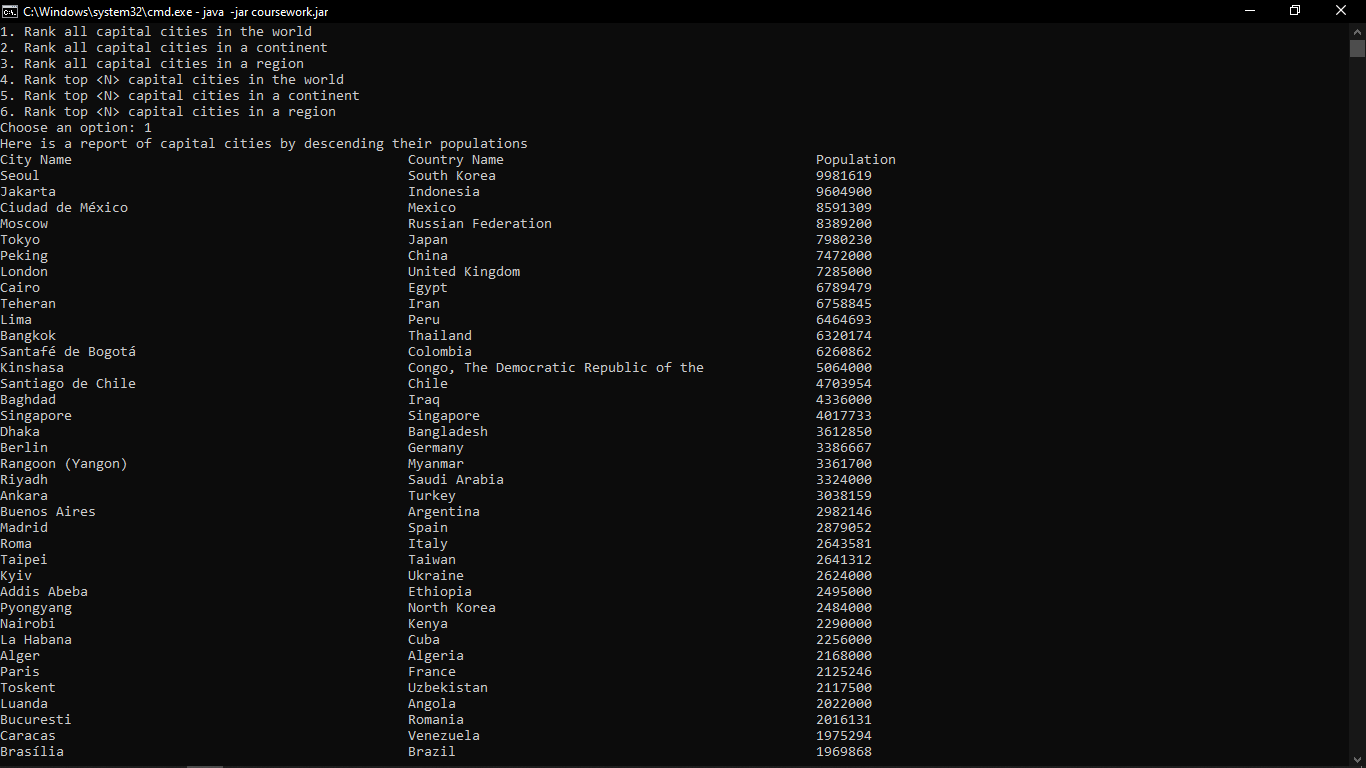 C:\Windows\system32\cmd.exe - java -jar coursework.jar
1. Rank all capital cities in the world
2. Rank all capital cities in a continent
3. Rank all capital cities in a region
4. Rank top <N> capital cities in the world
5. Rank top <N> capital cities in a continent
6. Rank top <N> capital cities in a region
Choose an option: 1
Here is a report of capital cities by descending their populations
City Name Country Name Population
Seoul South Korea 9981619
Jakarta Indonesia 9604900
Ciudad de México Mexico 8591309
Moscow Russian Federation 8389200
Tokyo Japan 7980230
Peking China 7472000
London United Kingdom 7285000
Cairo Egypt 6789479
Teheran Iran 6758845
Lima Peru 6464693
Bangkok Thailand 6320174
Santafé de Bogotá Colombia 6260862
Kinshasa Congo, The Democratic Republic of the 5064000
Santiago de Chile Chile 4703954
Baghdad Iraq 4336000
Singapore Singapore 4017733
Dhaka Bangladesh 3612850
Berlin Germany 3386667
Rangoon (Yangon) Myanmar 3361700
Riyadh Saudi Arabia 3324000
Ankara Turkey 3038159
Buenos Aires Argentina 2982146
Madrid Spain 2879052
Roma Italy 2643581
Taipei Taiwan 2641312
Kyiv Ukraine 2624000
Addis Abeba Ethiopia 2495000
Pyongyang North Korea 2484000
Nairobi Kenya 2290000
La Habana Cuba 2256000
Alger Algeria 2168000
Paris France 2125246
Toskent Uzbekistan 2117500
Luanda Angola 2022000
Bucuresti Romania 2016131
Caracas Venezuela 1975294
Brasília Brazil 1969868